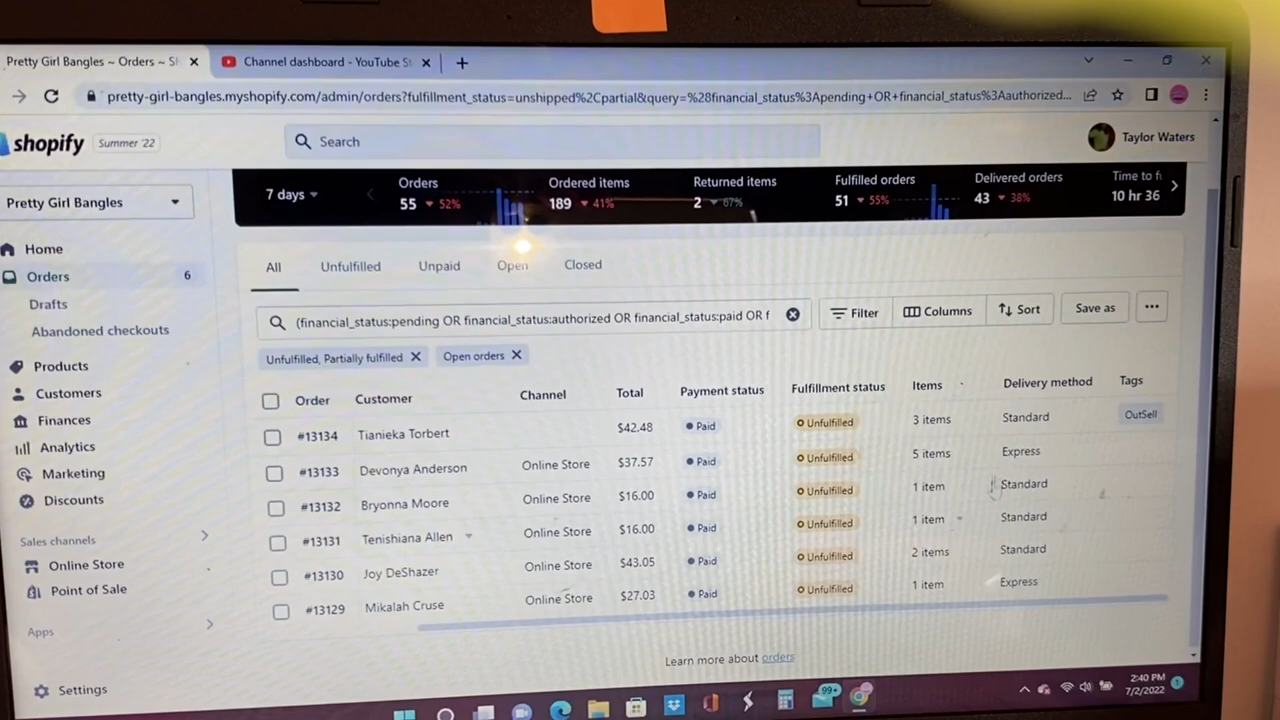 Pretty Girl Bangles ~ Orders ~ S
Channel dashboard - YouTube St
pretty-girl-bangles.myshopify.com/admin/orders?fulfillment_status=unshipped%2Cpartial&query=%28financial_status%3Apending+OR+financial_status%3Aauthorized...
shopify Summer '22
Search
Taylor Waters
Pretty Girl Bangles
7 days
Orders
55 52%
Ordered items
189 41%
Returned items
2 67%
Fulfilled orders
51 55%
Delivered orders
43 38%
Time to fu
10 hr 36
Home
Orders 6
Drafts
Abandoned checkouts
Products
Customers
Finances
Analytics
Marketing
Discounts
Sales channels
Online Store
Point of Sale
Apps
Settings
All Unfulfilled Unpaid Open Closed
(financial_status:pending OR financial_status:authorized OR financial_status:paid OR f
Filter Columns Sort Save as ...
Unfulfilled, Partially fulfilled Open orders
Order Customer Channel Total Payment status Fulfillment status Items Delivery method Tags
#13134 Tianieka Torbert $42.48 Paid Unfulfilled 3 items Standard OutSell
#13133 Devonya Anderson Online Store $37.57 Paid Unfulfilled 5 items Express
#13132 Bryonna Moore Online Store $16.00 Paid Unfulfilled 1 item Standard
#13131 Tenishiana Allen Online Store $16.00 Paid Unfulfilled 1 item Standard
#13130 Joy DeShazer Online Store $43.05 Paid Unfulfilled 2 items Standard
#13129 Mikalah Cruse Online Store $27.03 Paid Unfulfilled 1 item Express
Learn more about orders
99+
2:40 PM
7/2/2022
1